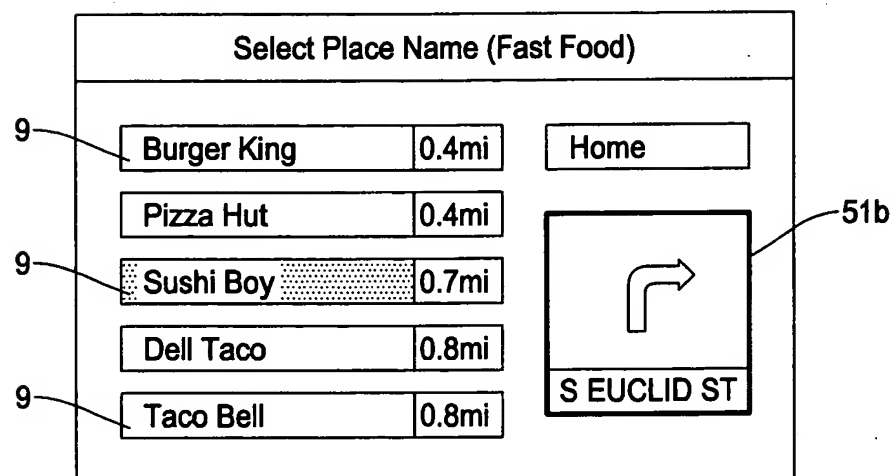 Select Place Name (Fast Food)
9
Burger King 0.4mi
Home
Pizza Hut 0.4mi
51b
9
Sushi Boy 0.7mi
Dell Taco 0.8mi
S EUCLID ST
9
Taco Bell 0.8mi